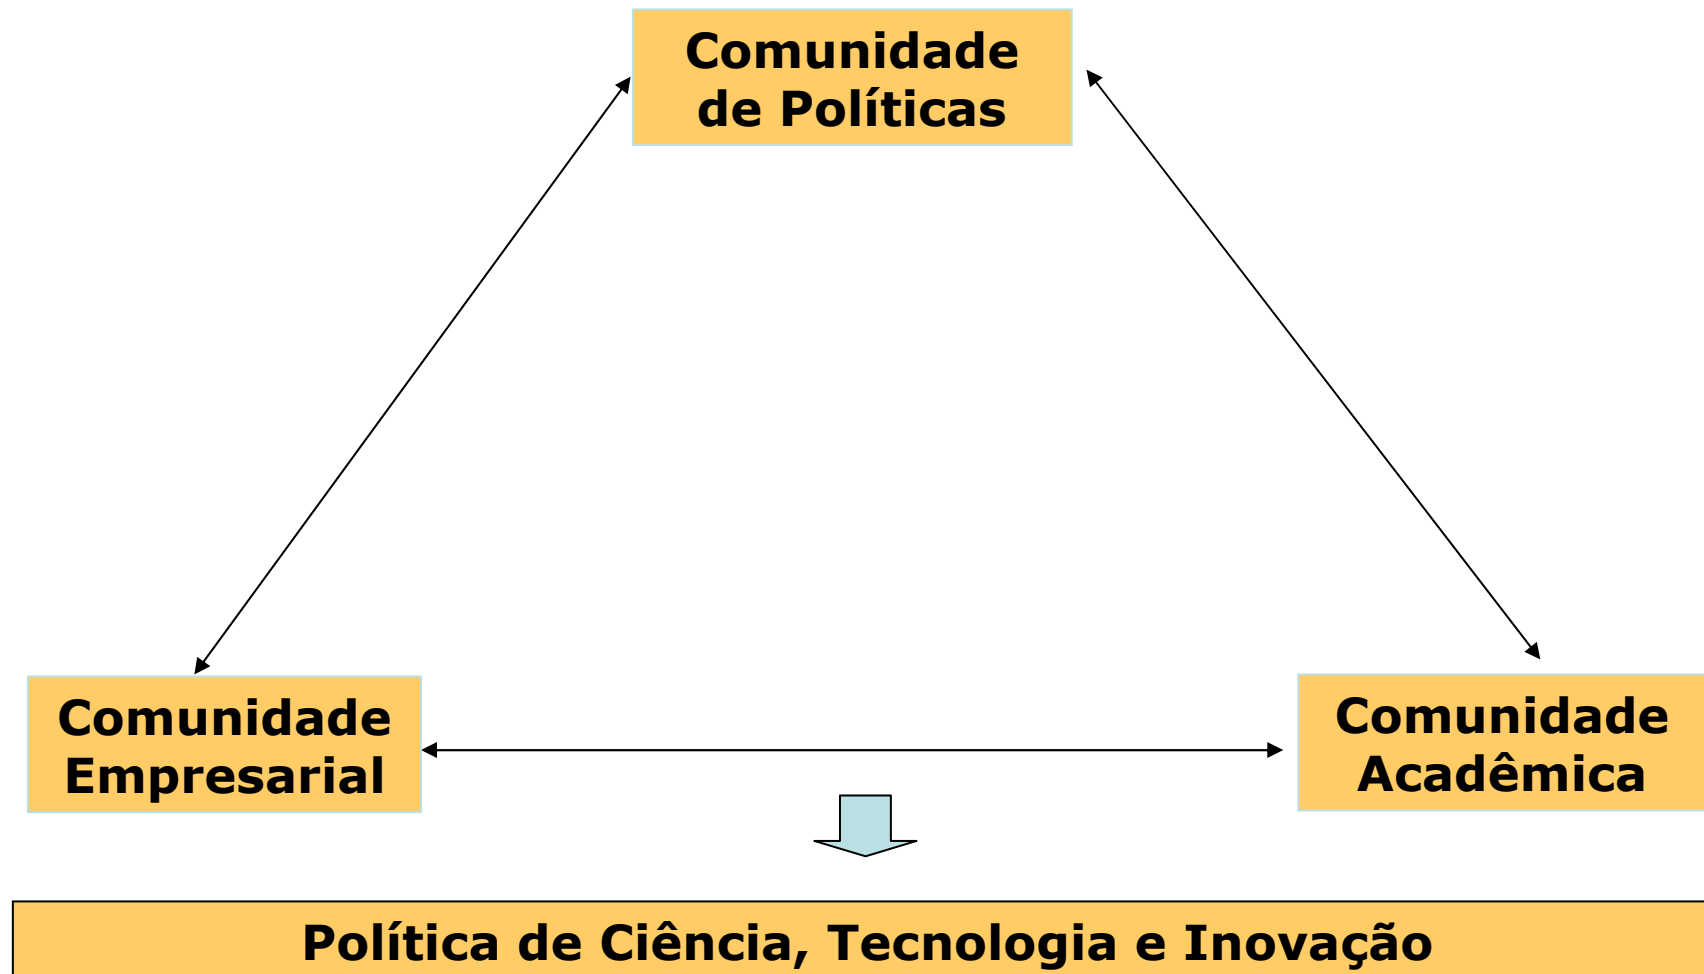 Comunidade
de Políticas
Comunidade
Empresarial
Comunidade
Acadêmica
Política de Ciência, Tecnologia e Inovação